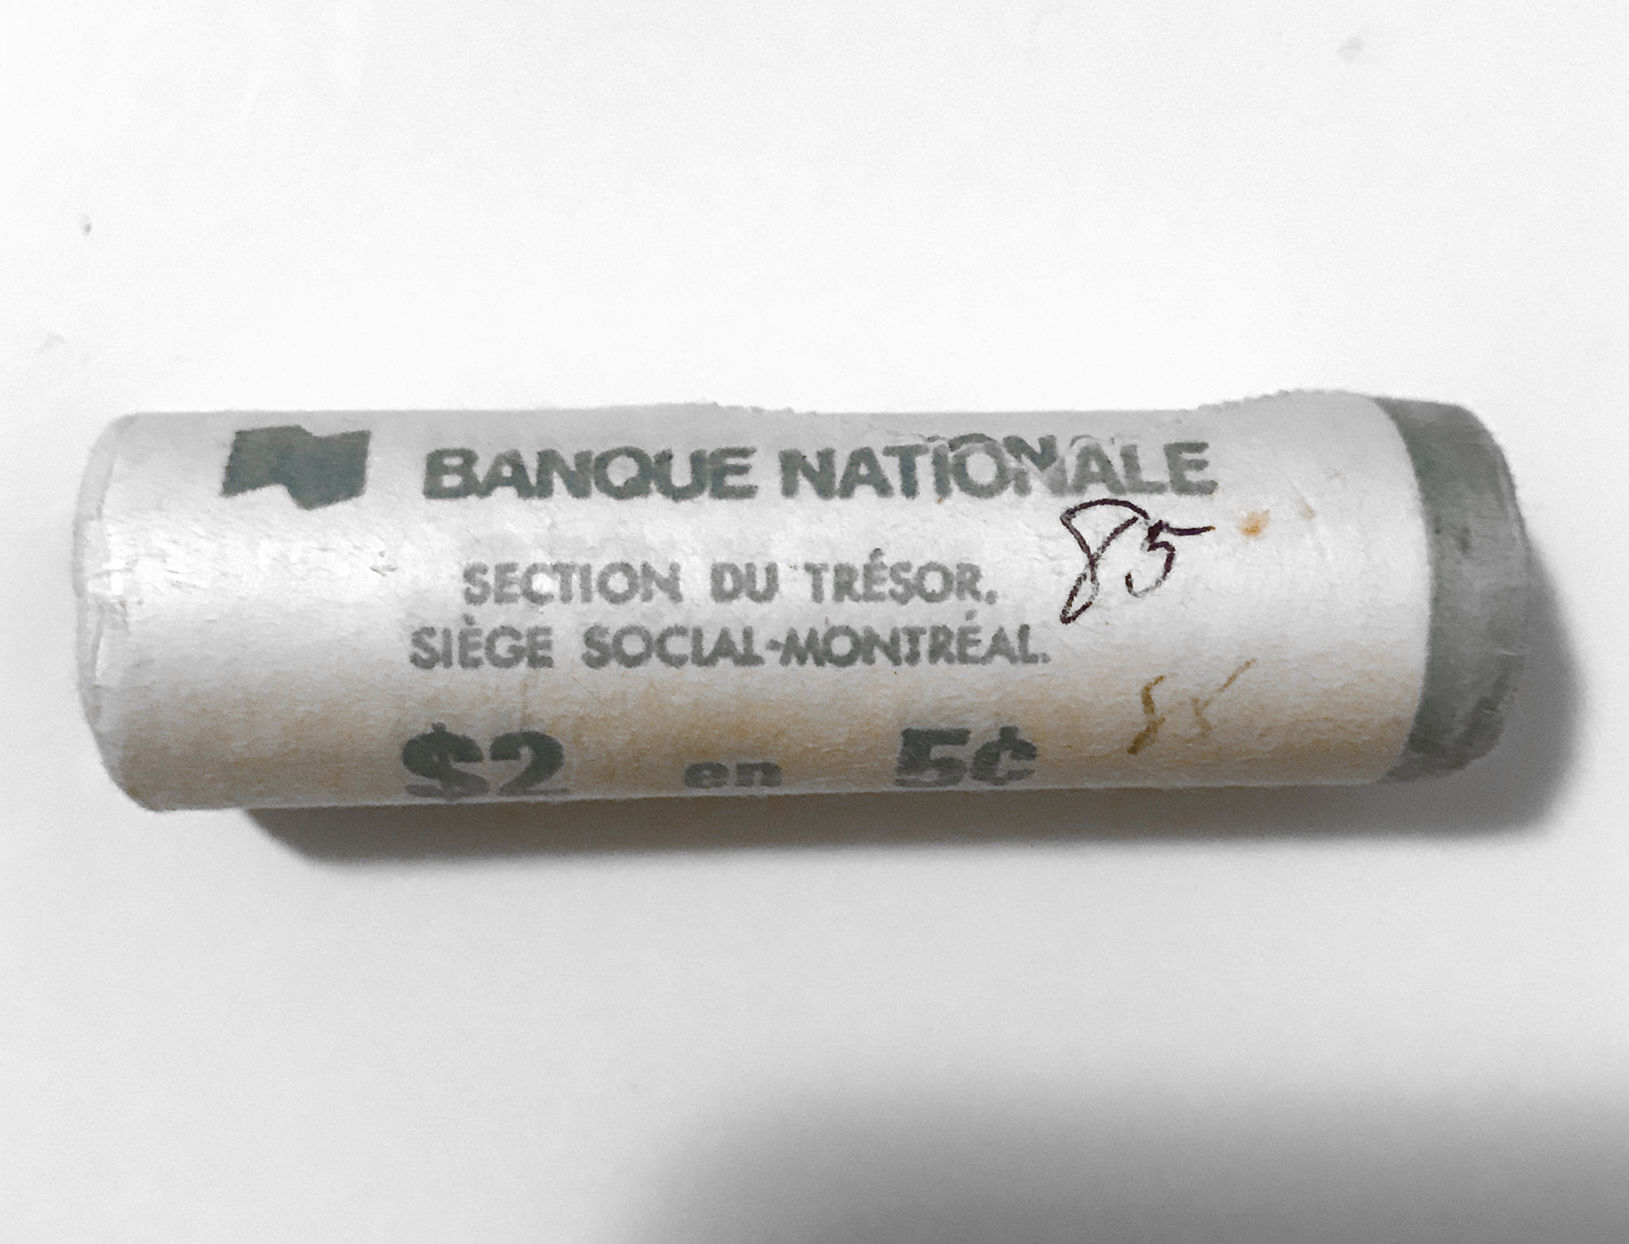 BANQUE NATIONALE
85
SECTION DU TRÉSOR.
SIÈGE SOCIAL-MONTRÉAL.
$2 en 5¢